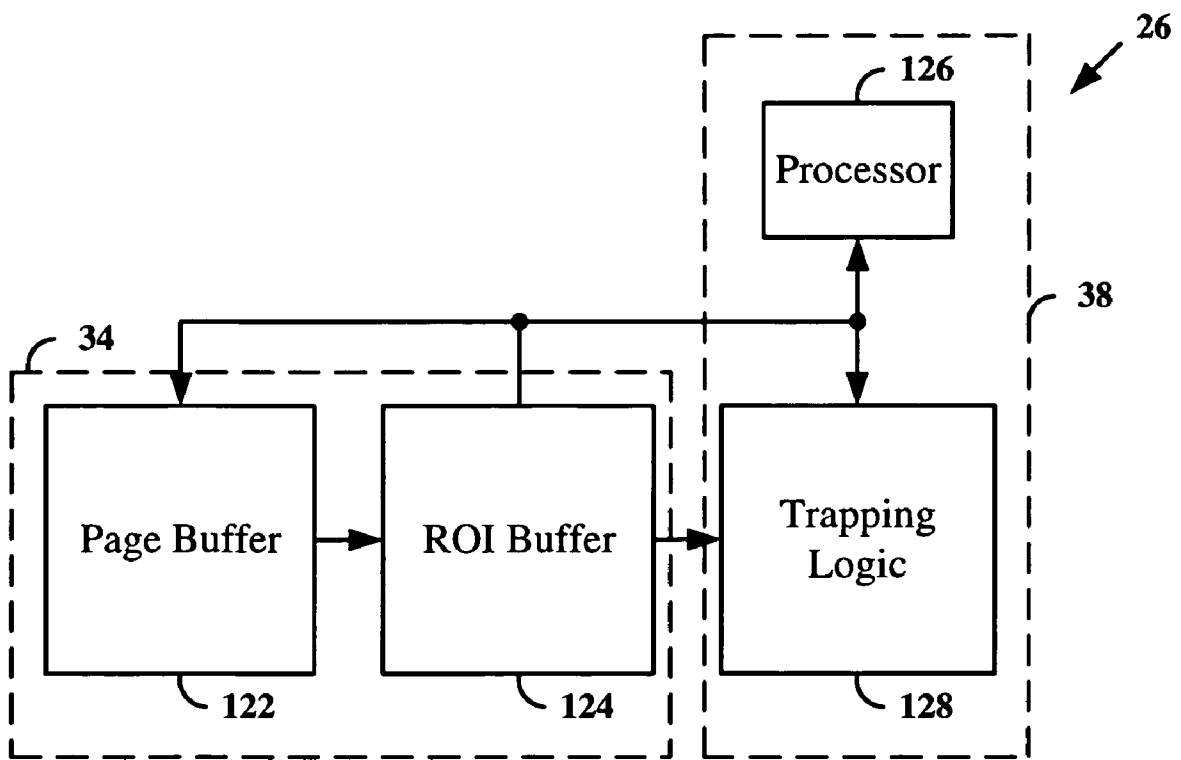 26
126
Processor
38
34
Page Buffer
ROI Buffer
Trapping
Logic
122
124
128